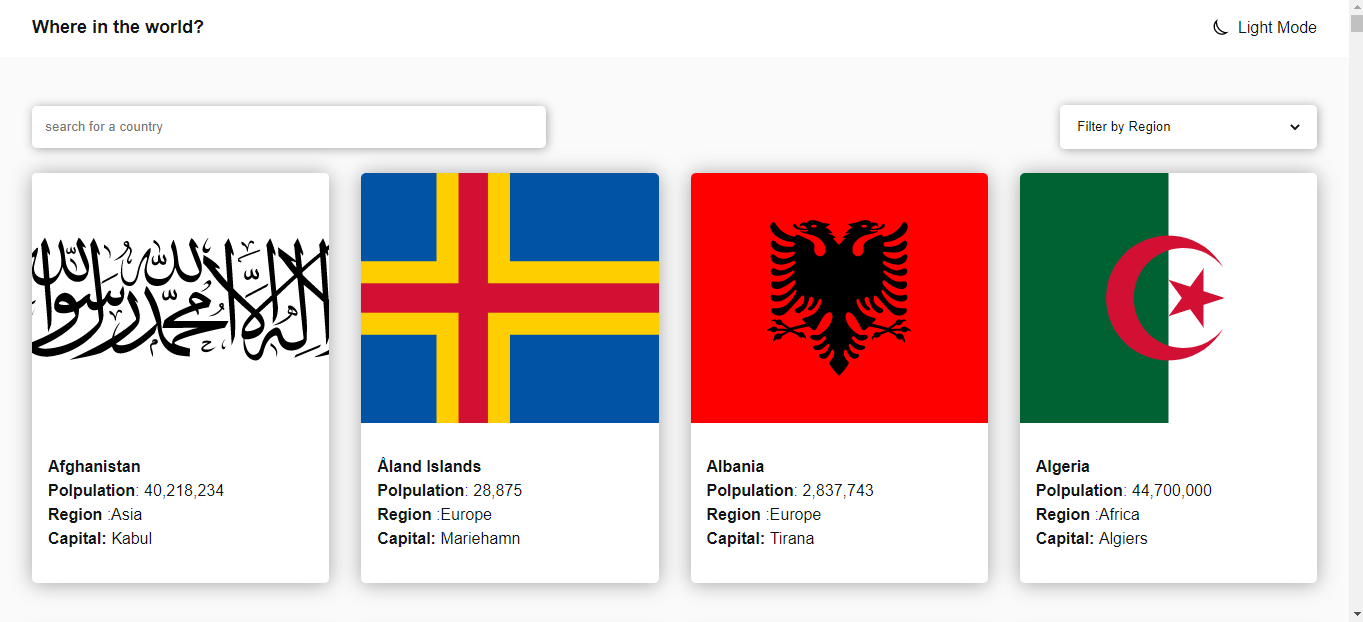 Where in the world?
Light Mode
search for a country
Filter by Region
لا إله إلا الله محمد رسول الله
Afghanistan
Polpulation: 40,218,234
Region :Asia
Capital: Kabul
Åland Islands
Polpulation: 28,875
Region :Europe
Capital: Mariehamn
Albania
Polpulation: 2,837,743
Region :Europe
Capital: Tirana
Algeria
Polpulation: 44,700,000
Region :Africa
Capital: Algiers